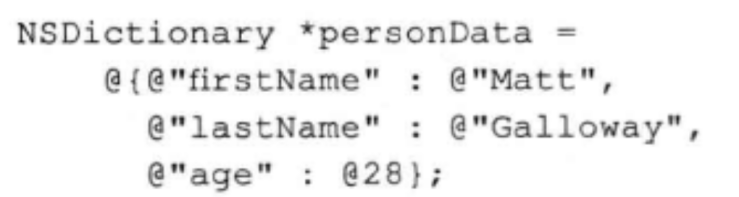 NSDictionary *personData =
@{@"firstName" : @"Matt",
@"lastName" : @"Galloway",
@"age" : @28};